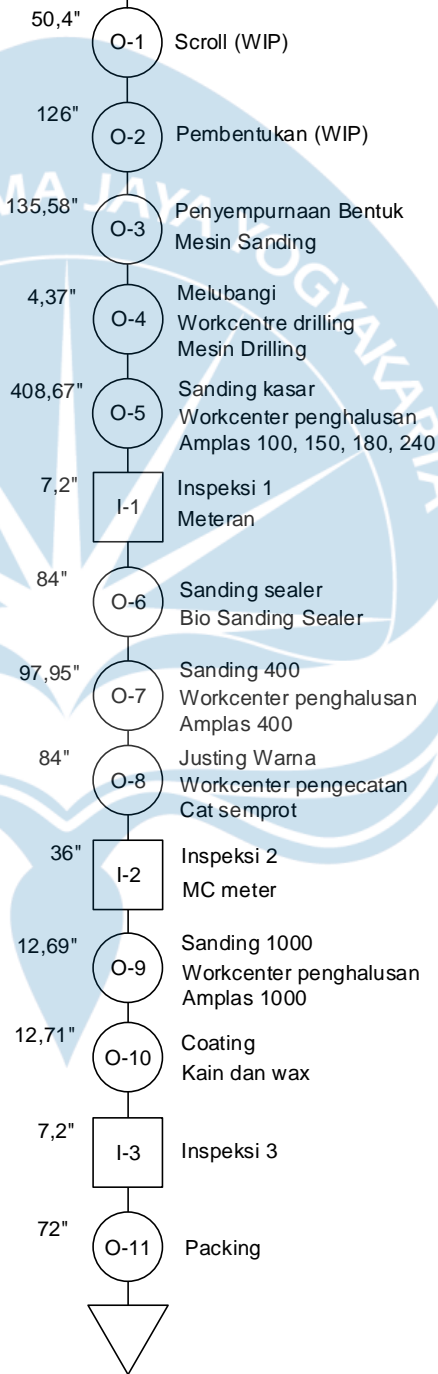 50,4"
O-1
Scroll (WIP)
126"
O-2
Pembentukan (WIP)
135,58"
O-3
Penyempurnaan Bentuk
Mesin Sanding
4,37"
O-4
Melubangi
Workcentre drilling
Mesin Drilling
408,67"
O-5
Sanding kasar
Workcenter penghalusan
Amplas 100, 150, 180, 240
7,2"
I-1
Inspeksi 1
Meteran
84"
O-6
Sanding sealer
Bio Sanding Sealer
97,95"
O-7
Sanding 400
Workcenter penghalusan
Amplas 400
84"
O-8
Justing Warna
Workcenter pengecatan
Cat semprot
36"
I-2
Inspeksi 2
MC meter
12,69"
O-9
Sanding 1000
Workcenter penghalusan
Amplas 1000
12,71"
O-10
Coating
Kain dan wax
7,2"
I-3
Inspeksi 3
72"
O-11
Packing
JAYA YOGYAKARTA